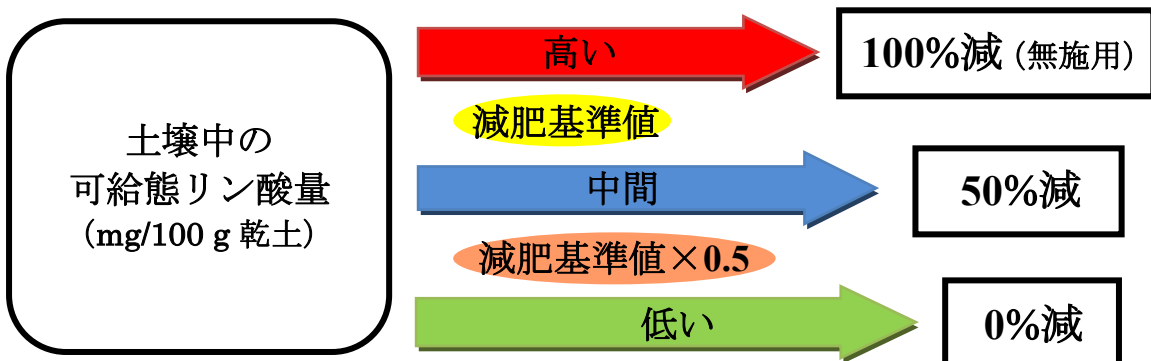 土壌中の
可給態リン酸量
（mg/100 g 乾土）
高い
100%減（無施用）
減肥基準値
中間
50%減
減肥基準値×0.5
低い
0%減